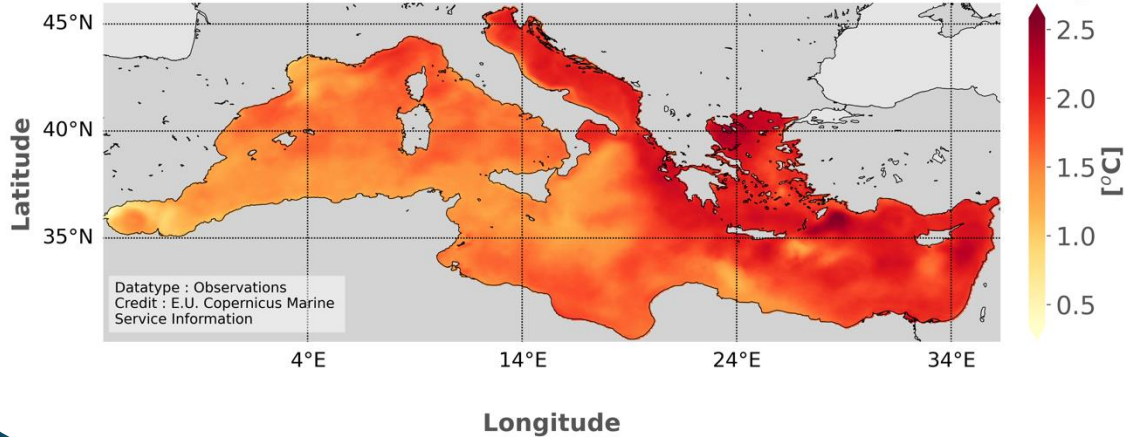 45°N
40°N
35°N
Latitude
Datatype : Observations
Credit : E.U. Copernicus Marine
Service Information
4°E
14°E
24°E
34°E
Longitude
2.5
2.0
1.5
1.0
0.5
[°C]